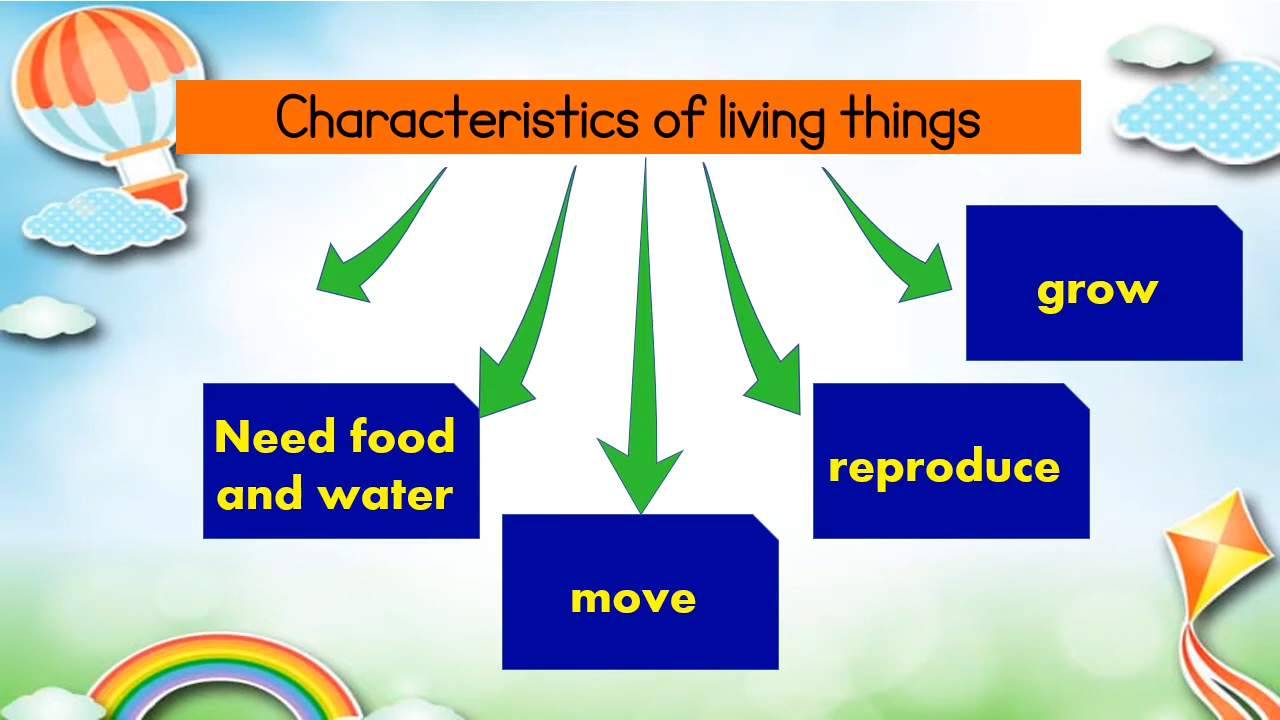 Characteristics of living things
grow
Need food
and water
reproduce
move